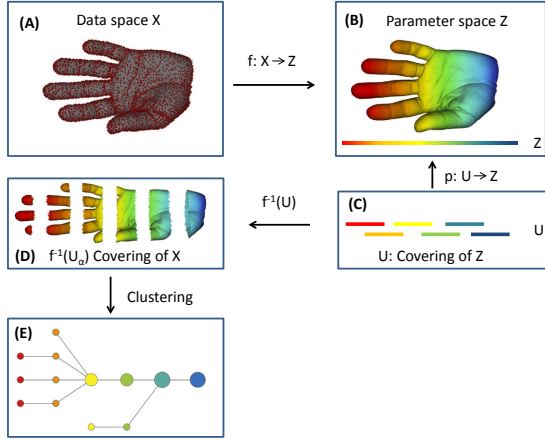 (A) Data space X
f: X → Z
(B) Parameter space Z
Z
p: U → Z
(C)
U
U: Covering of Z
f⁻¹(U)
(D) f⁻¹(Uα) Covering of X
Clustering
(E)